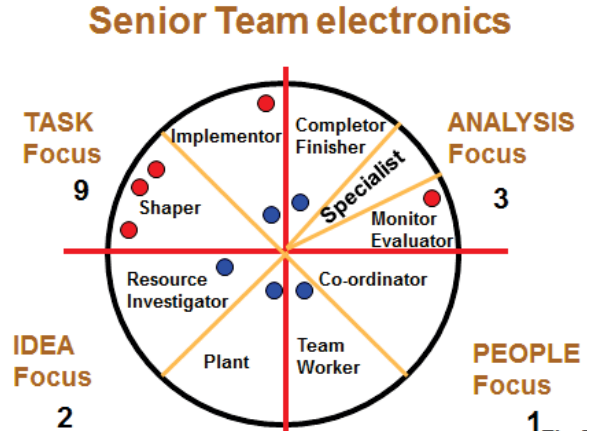 Senior Team electronics
TASK
Focus
9
Implementor
Completor
Finisher
Specialist
ANALYSIS
Focus
3
Shaper
Monitor
Evaluator
Resource
Investigator
Co-ordinator
Plant
Team
Worker
IDEA
Focus
2
PEOPLE
Focus
1